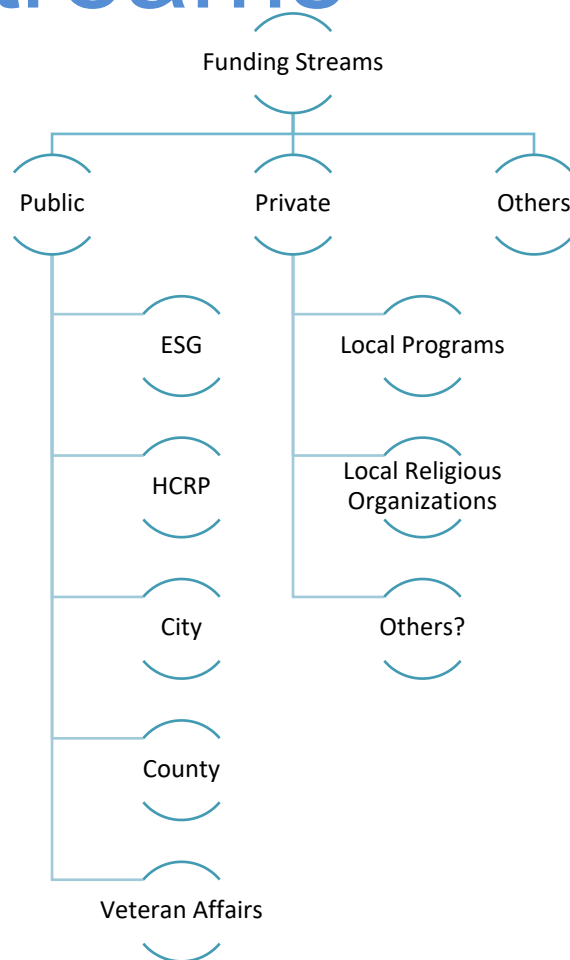 Funding Streams
Public
Private
Others
ESG
HCRP
City
County
Veteran Affairs
Local Programs
Local Religious
Organizations
Others?